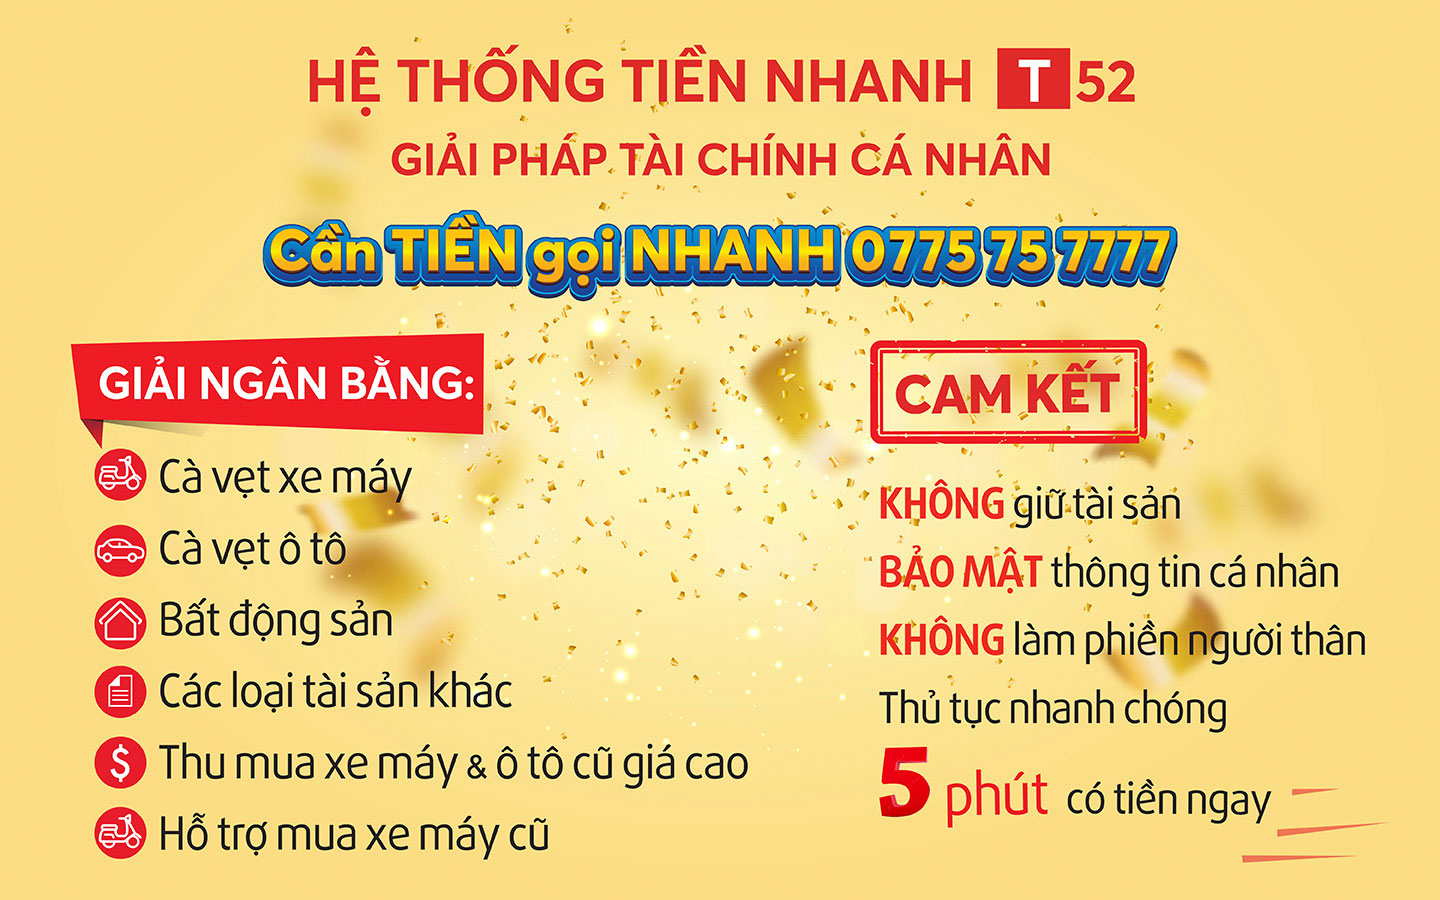 HỆ THỐNG TIỀN NHANH T52
GIẢI PHÁP TÀI CHÍNH CÁ NHÂN
Cần TIỀN gọi NHANH 0775 75 7777
GIẢI NGÂN BẰNG:
Cà vẹt xe máy
Cà vẹt ô tô
Bất động sản
Các loại tài sản khác
Thu mua xe máy & ô tô cũ giá cao
Hỗ trợ mua xe máy cũ
CAM KẾT
KHÔNG giữ tài sản
BẢO MẬT thông tin cá nhân
KHÔNG làm phiền người thân
Thủ tục nhanh chóng
5 phút có tiền ngay